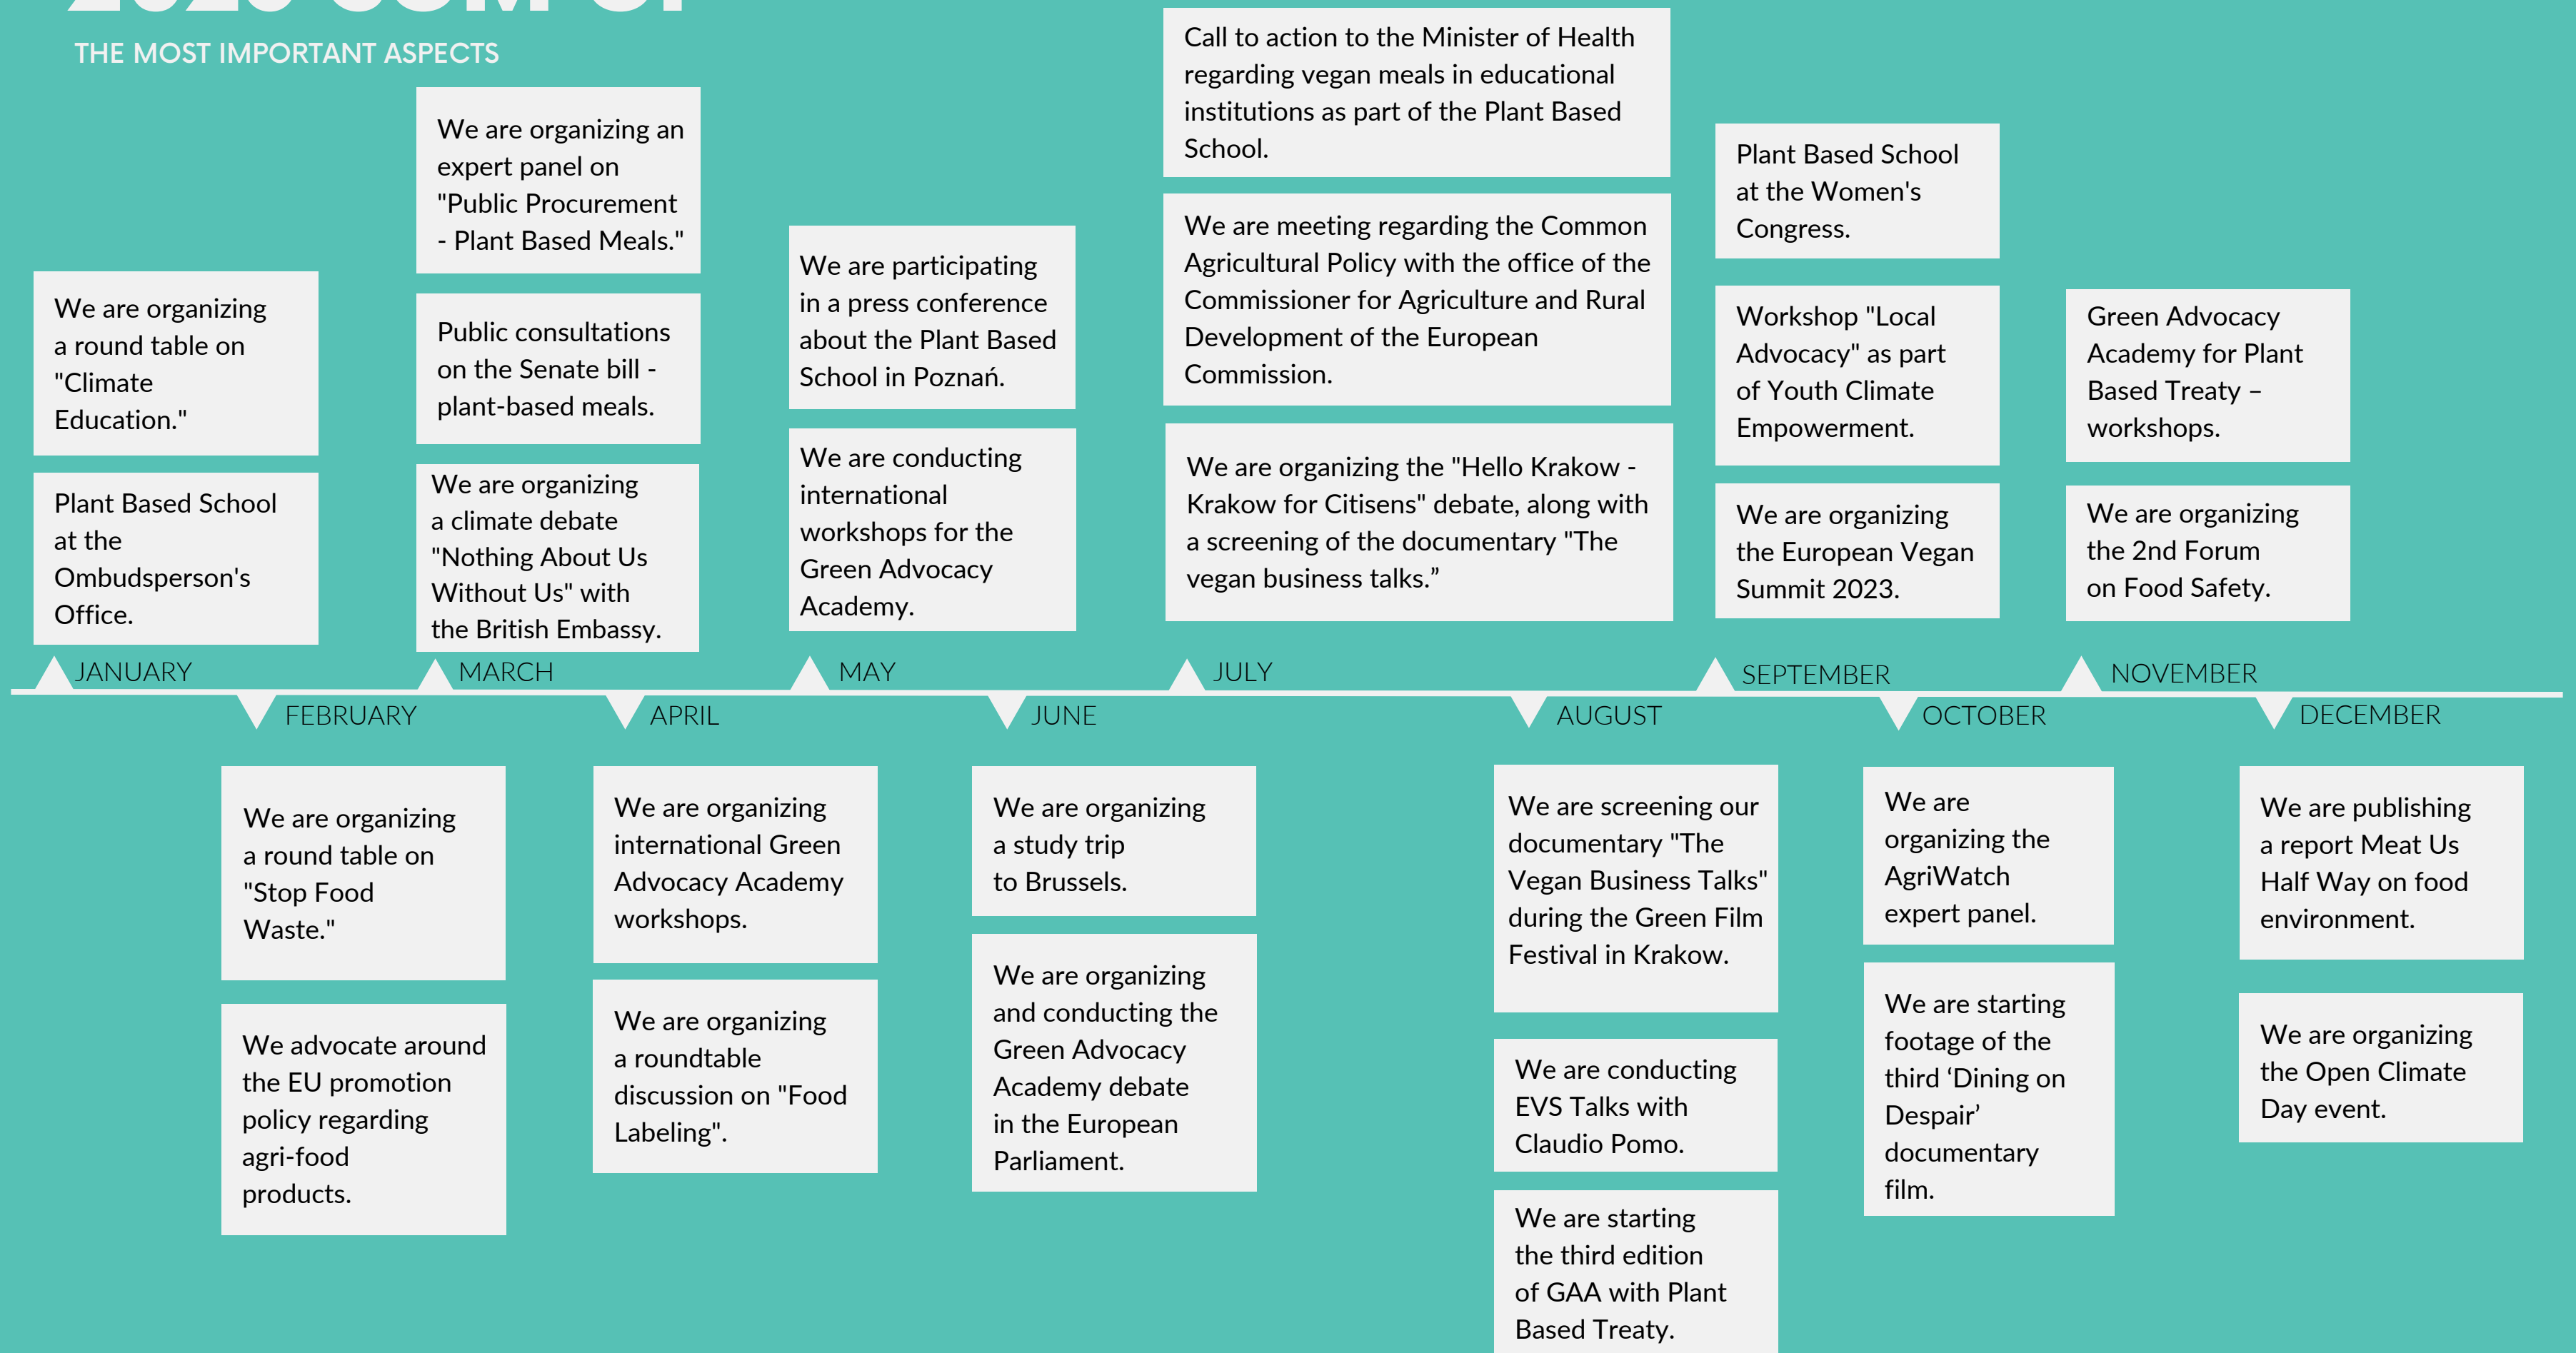 THE MOST IMPORTANT ASPECTS
We are organizing
a round table on
"Climate
Education."
Plant Based School
at the
Ombudsperson's
Office.
JANUARY
We are organizing
a round table on
"Stop Food
Waste."
We advocate around
the EU promotion
policy regarding
agri-food
products.
FEBRUARY
We are organizing an
expert panel on
"Public Procurement
- Plant Based Meals."
Public consultations
on the Senate bill -
plant-based meals.
We are organizing
a climate debate
"Nothing About Us
Without Us" with
the British Embassy.
MARCH
APRIL
We are organizing
international Green
Advocacy Academy
workshops.
We are organizing
a roundtable
discussion on "Food
Labeling".
We are participating
in a press conference
about the Plant Based
School in Poznań.
We are conducting
international
workshops for the
Green Advocacy
Academy.
MAY
JUNE
We are organizing
a study trip
to Brussels.
We are organizing
and conducting the
Green Advocacy
Academy debate
in the European
Parliament.
Call to action to the Minister of Health
regarding vegan meals in educational
institutions as part of the Plant Based
School.
We are meeting regarding the Common
Agricultural Policy with the office of the
Commissioner for Agriculture and Rural
Development of the European
Commission.
We are organizing the "Hello Krakow -
Krakow for Citisens" debate, along with
a screening of the documentary "The
vegan business talks.”
JULY
AUGUST
We are screening our
documentary "The
Vegan Business Talks"
during the Green Film
Festival in Krakow.
We are conducting
EVS Talks with
Claudio Pomo.
We are starting
the third edition
of GAA with Plant
Based Treaty.
Plant Based School
at the Women's
Congress.
Workshop "Local
Advocacy" as part
of Youth Climate
Empowerment.
We are organizing
the European Vegan
Summit 2023.
SEPTEMBER
OCTOBER
We are
organizing the
AgriWatch
expert panel.
We are starting
footage of the
third ‘Dining on
Despair’
documentary
film.
Green Advocacy
Academy for Plant
Based Treaty –
workshops.
We are organizing
the 2nd Forum
on Food Safety.
NOVEMBER
DECEMBER
We are publishing
a report Meat Us
Half Way on food
environment.
We are organizing
the Open Climate
Day event.